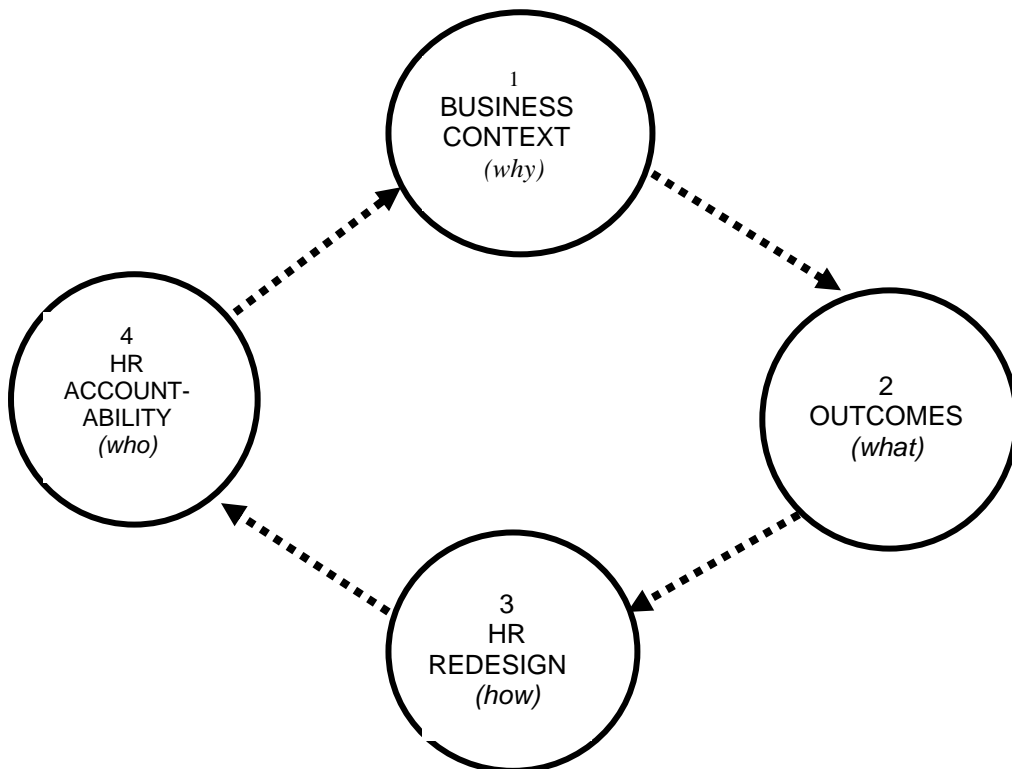 1
BUSINESS
CONTEXT
(why)
2
OUTCOMES
(what)
3
HR
REDESIGN
(how)
4
HR
ACCOUNT-
ABILITY
(who)